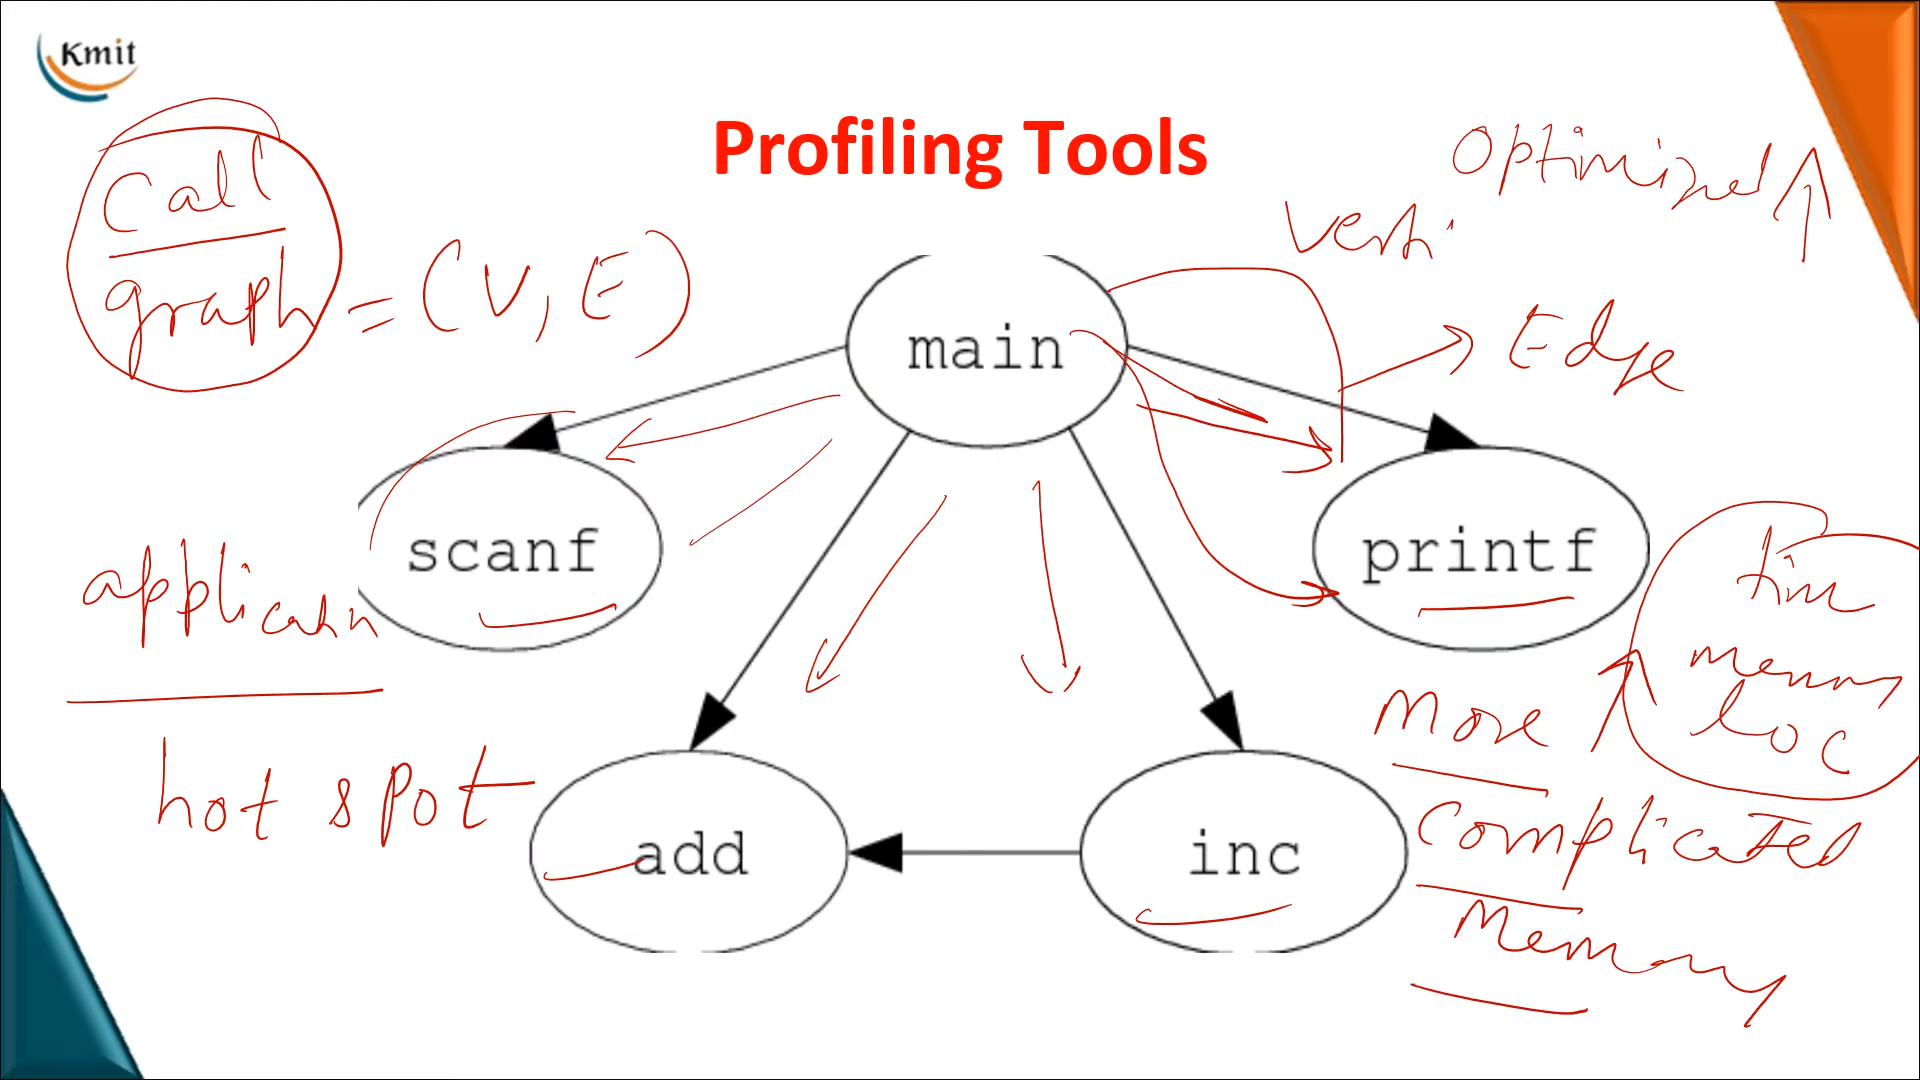 Kmit
Profiling Tools
Optimized
Call
graph = (V, E)
Verti
main
Edge
scanf
printf
time
application
memory
loc
More
hot spot
complicated
add
inc
Memory